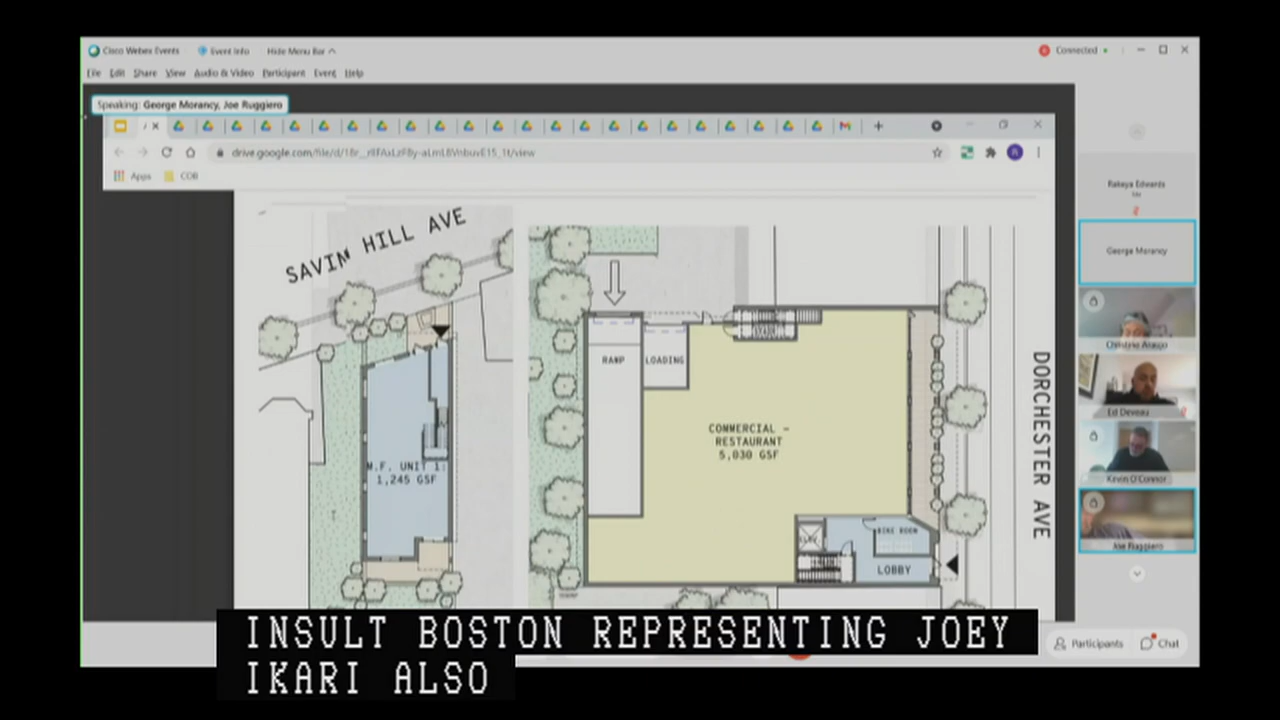 Cisco Webex Events Event Info Hide Menu Bar Connected
File Edit Share View Audio & Video Participant Event Help
Speaking: George Morancy, Joe Ruggiero
Apps COB
Rakeya Edwards
Me
George Morancy
Christine Araujo
Ed Deveau
Kevin O'Connor
Joe Ruggiero
SAVIN HILL AVE
M.F. UNIT 1:
1,245 GSF
RAMP
LOADING
COMMERCIAL -
RESTAURANT
5,030 GSF
BIKE ROOM
LOBBY
DORCHESTER AVE
Participants Chat
INSULT BOSTON REPRESENTING JOEY
IKARI ALSO